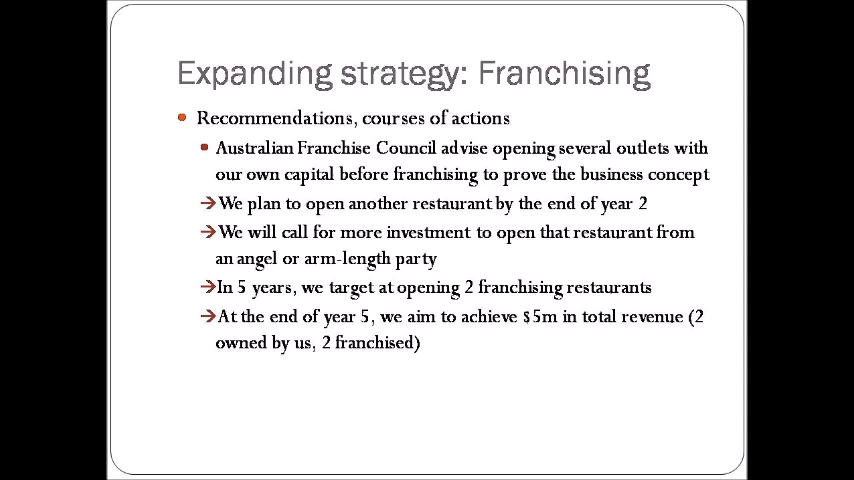 Expanding strategy: Franchising
• Recommendations, courses of actions
• Australian Franchise Council advise opening several outlets with
our own capital before franchising to prove the business concept
→We plan to open another restaurant by the end of year 2
→We will call for more investment to open that restaurant from
an angel or arm-length party
→In 5 years, we target at opening 2 franchising restaurants
→At the end of year 5, we aim to achieve $5m in total revenue (2
owned by us, 2 franchised)